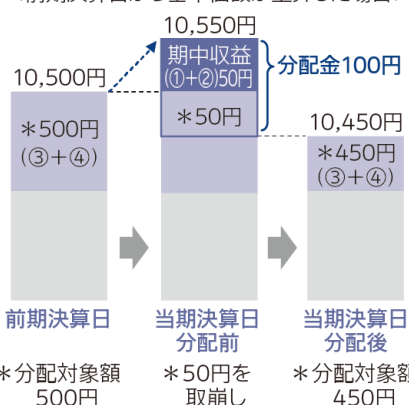 10,550円
10,500円
期中収益
(①+②)50円
分配金100円
*50円
*500円
(③+④)
10,450円
*450円
(③+④)
前期決算日
当期決算日
分配前
当期決算日
分配後
*分配対象額
500円
*50円を
取崩し
*分配対象額
450円